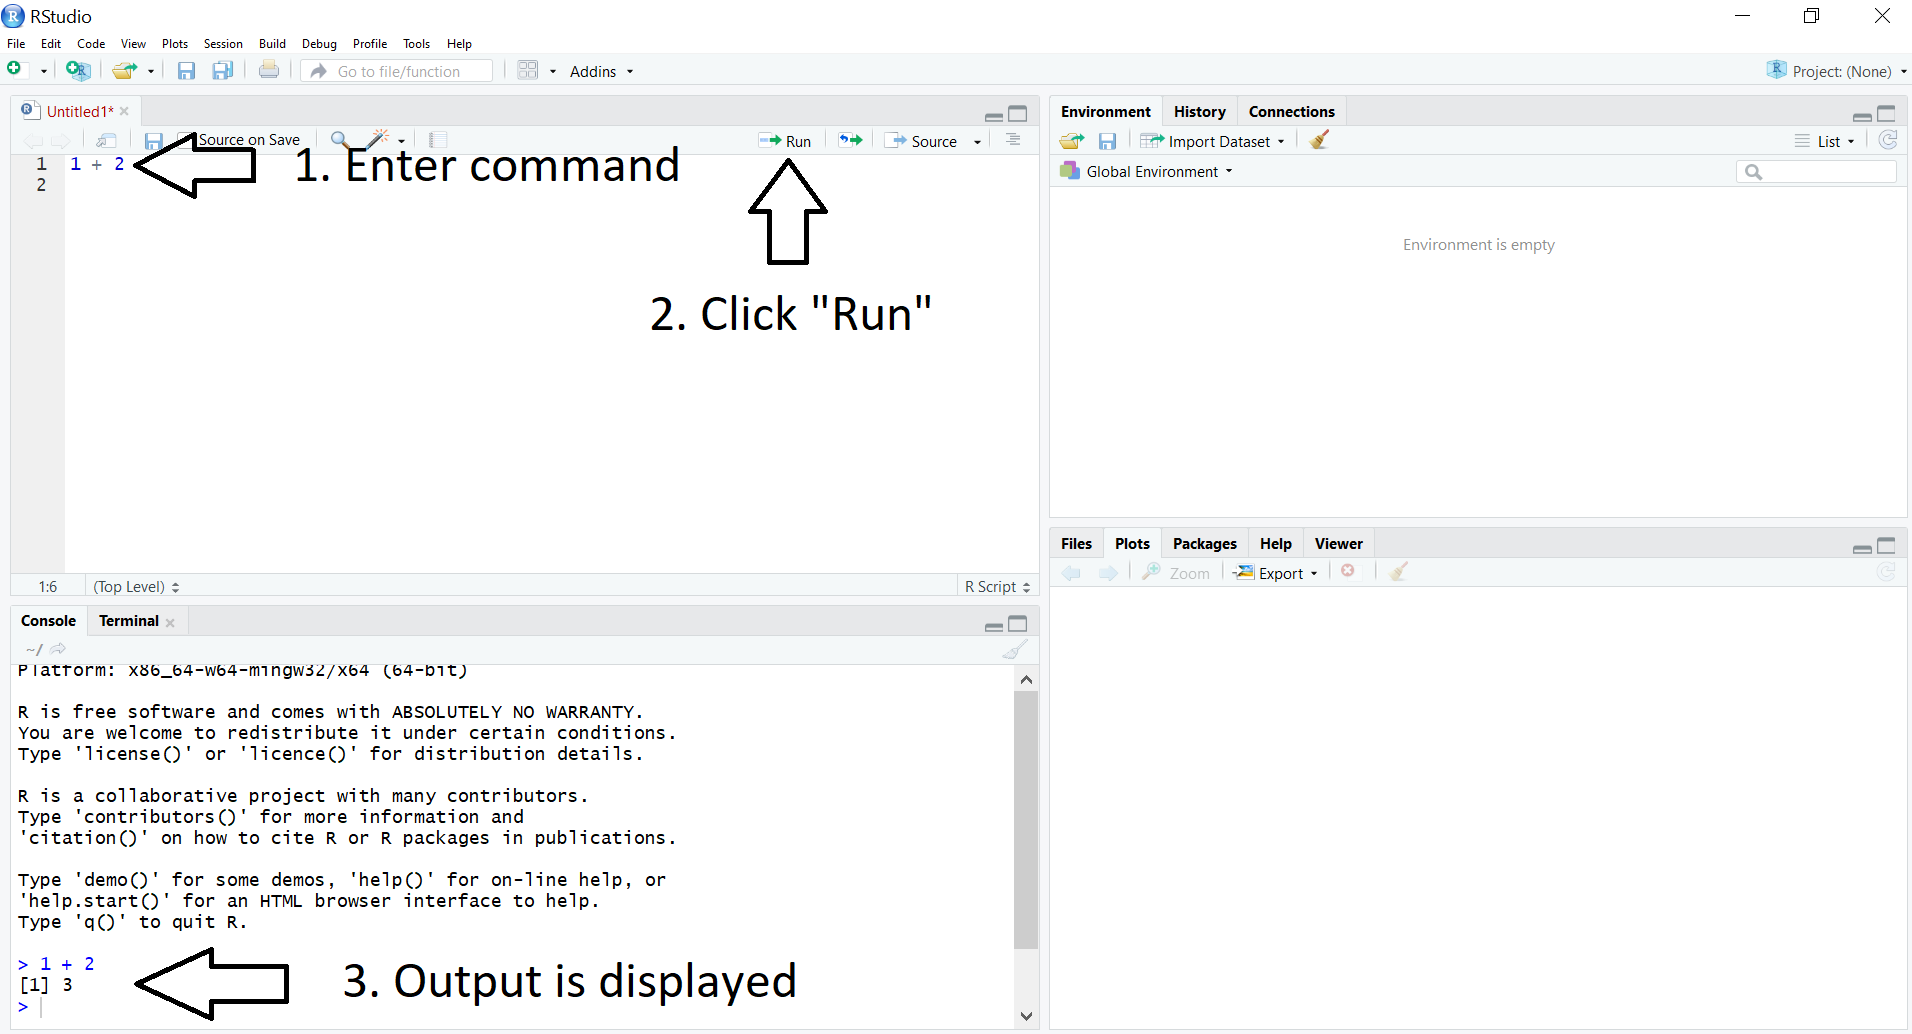 RStudio
File Edit Code View Plots Session Build Debug Profile Tools Help
Go to file/function Addins Project: (None)
Untitled1*
Source on Save Run Source
1 1 + 2
2
1. Enter command
2. Click "Run"
1:6 (Top Level) R Script
Console Terminal
~/
Platform: x86_64-w64-mingw32/x64 (64-bit)
R is free software and comes with ABSOLUTELY NO WARRANTY.
You are welcome to redistribute it under certain conditions.
Type 'license()' or 'licence()' for distribution details.
R is a collaborative project with many contributors.
Type 'contributors()' for more information and
'citation()' on how to cite R or R packages in publications.
Type 'demo()' for some demos, 'help()' for on-line help, or
'help.start()' for an HTML browser interface to help.
Type 'q()' to quit R.
> 1 + 2
[1] 3
>
3. Output is displayed
Environment History Connections
Import Dataset List
Global Environment
Environment is empty
Files Plots Packages Help Viewer
Zoom Export